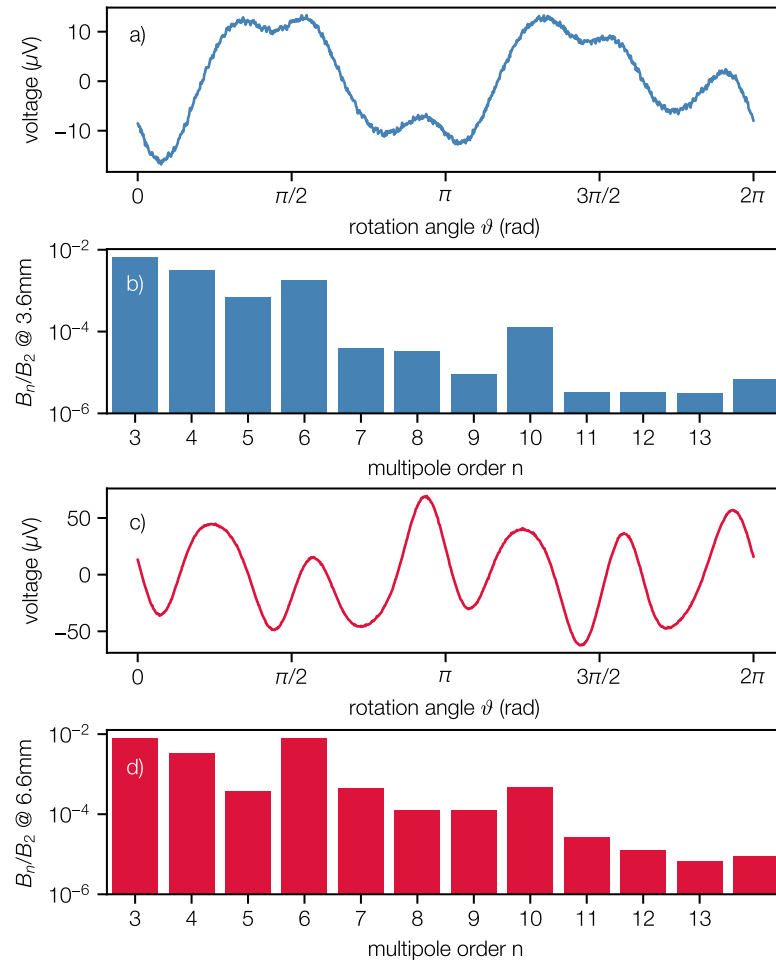 a)
voltage (µV)
10
0
−10
0 π/2 π 3π/2 2π
rotation angle ϑ (rad)
b)
Bₙ/B₂ @ 3.6mm
10⁻²
10⁻⁴
10⁻⁶
3 4 5 6 7 8 9 10 11 12 13
multipole order n
c)
voltage (µV)
50
0
−50
0 π/2 π 3π/2 2π
rotation angle ϑ (rad)
d)
Bₙ/B₂ @ 6.6mm
10⁻²
10⁻⁴
10⁻⁶
3 4 5 6 7 8 9 10 11 12 13
multipole order n